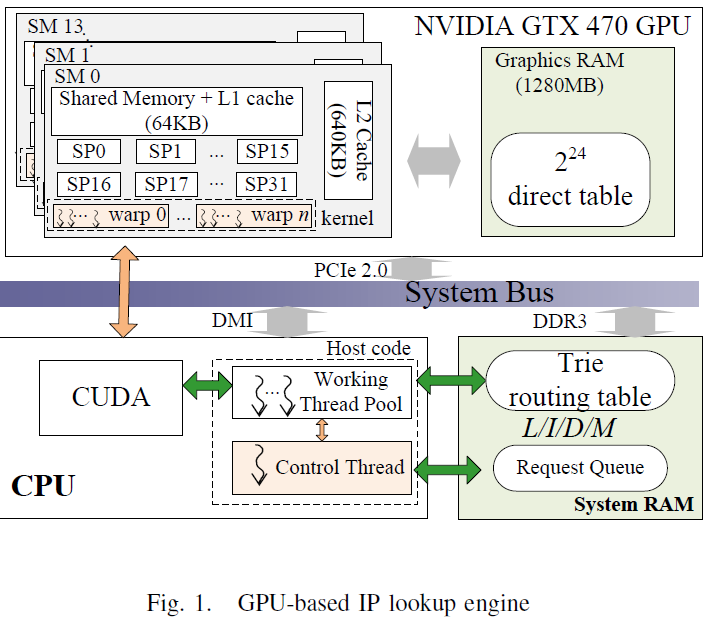 NVIDIA GTX 470 GPU
SM 13
SM 1
SM 0
Shared Memory + L1 cache
(64KB)
SP0 SP1 ... SP15
SP16 SP17 ... SP31
warp 0 ... warp n
kernel
L2 Cache
(640KB)
Graphics RAM
(1280MB)
2^24
direct table
PCIe 2.0
System Bus
DMI
DDR3
Host code
CUDA
Working
Thread Pool
Control Thread
CPU
Trie
routing table
L/I/D/M
Request Queue
System RAM
Fig. 1. GPU-based IP lookup engine